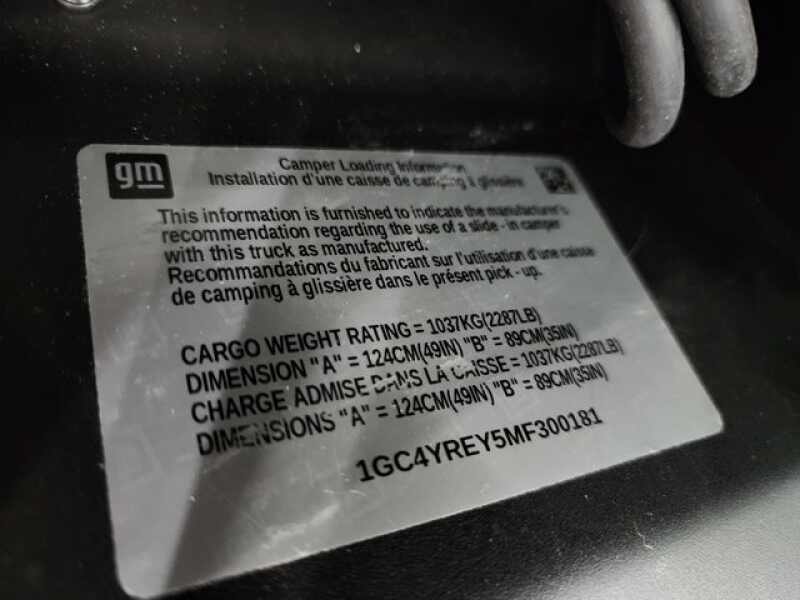 gm
Camper Loading Information
Installation d'une caisse de camping à glissière
This information is furnished to indicate the manufacturer's
recommendation regarding the use of a slide - in camper
with this truck as manufactured.
Recommandations du fabricant sur l'utilisation d'une caisse
de camping à glissière dans le présent pick - up.
CARGO WEIGHT RATING = 1037KG(2287LB)
DIMENSION "A" = 124CM(49IN) "B" = 89CM(35IN)
CHARGE ADMISE DANS LA CAISSE = 1037KG(2287LB)
DIMENSIONS "A" = 124CM(49IN) "B" = 89CM(35IN)
1GC4YREY5MF300181